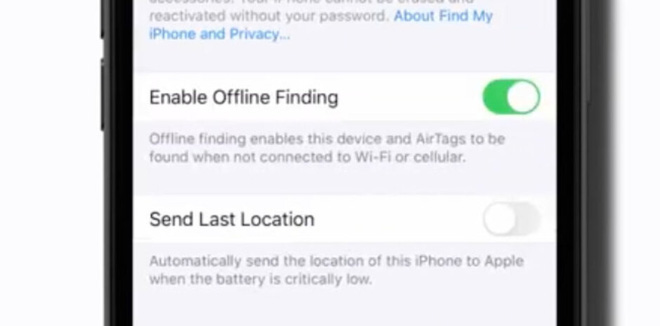 accessories. Your iPhone cannot be erased and
reactivated without your password. About Find My
iPhone and Privacy...
Enable Offline Finding
Offline finding enables this device and AirTags to be
found when not connected to Wi-Fi or cellular.
Send Last Location
Automatically send the location of this iPhone to Apple
when the battery is critically low.